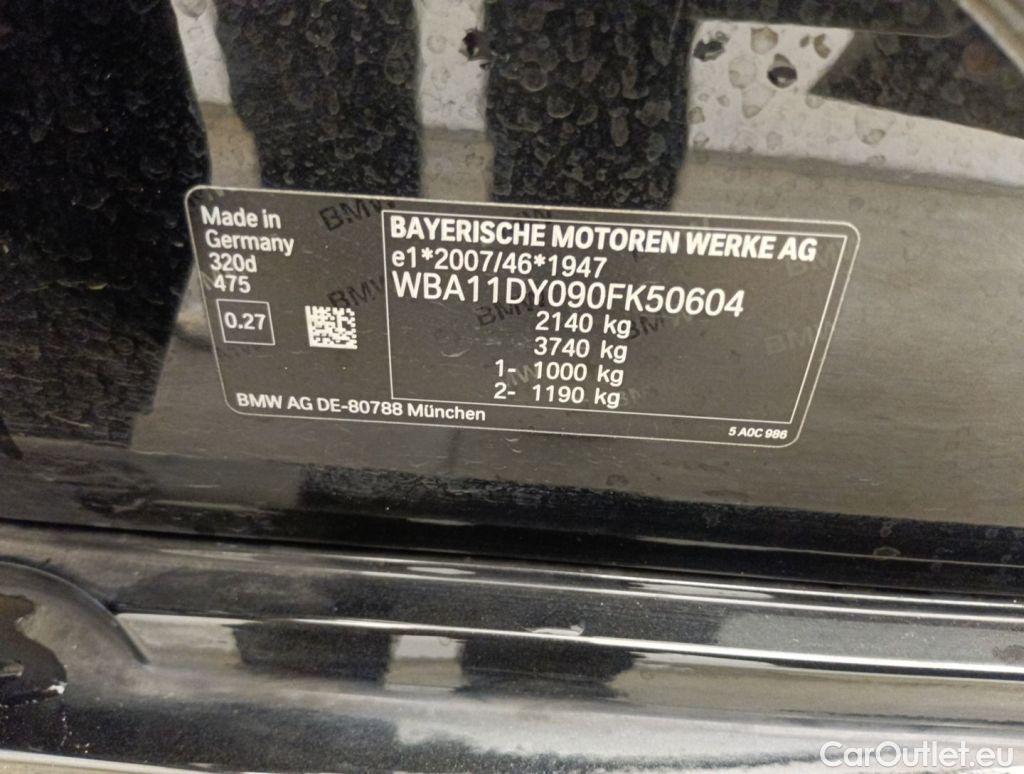 Made in
Germany
320d
475
0.27
BAYERISCHE MOTOREN WERKE AG
e1*2007/46*1947
WBA11DY090FK50604
2140 kg
3740 kg
1- 1000 kg
2- 1190 kg
BMW AG DE-80788 München
5 A0C 986
CarOutlet.eu